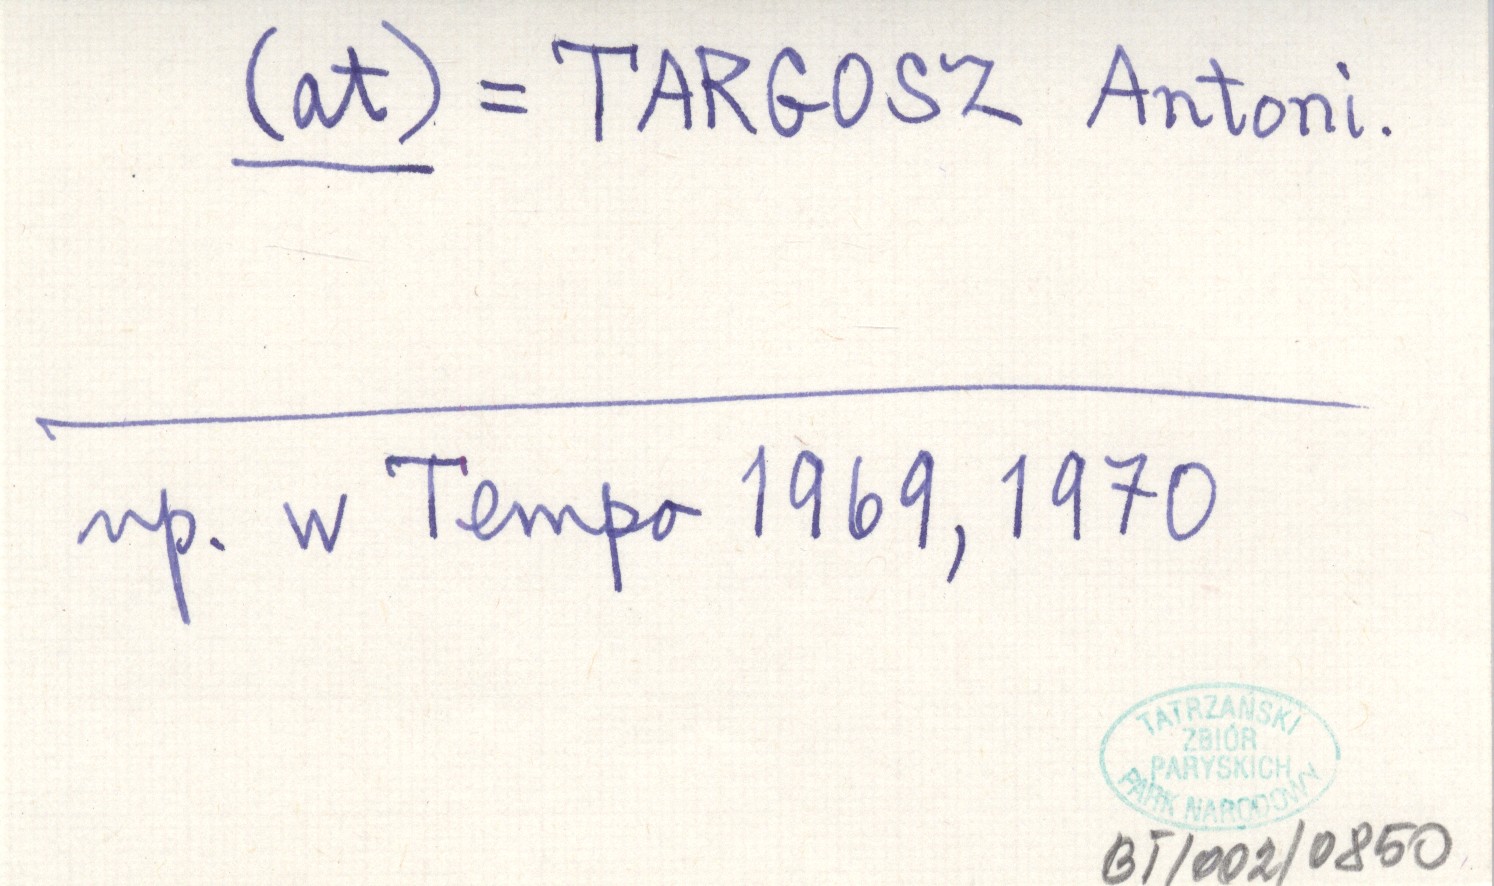 (at) = TARGOSZ Antoni.
np. w Tempo 1969, 1970
TATRZAŃSKI
ZBIÓR
PARYSKICH
PARK NARODOWY
BT/002/0850